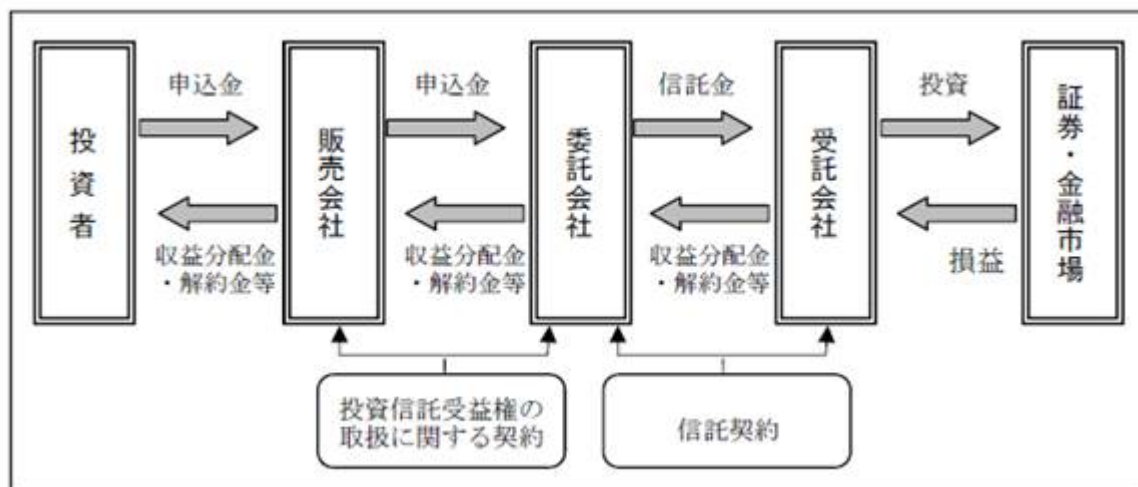 申込金
申込金
信託金
投資
投資者
販売会社
委託会社
受託会社
証券・金融市場
収益分配金
・解約金等
収益分配金
・解約金等
収益分配金
・解約金等
損益
投資信託受益権の
取扱に関する契約
信託契約